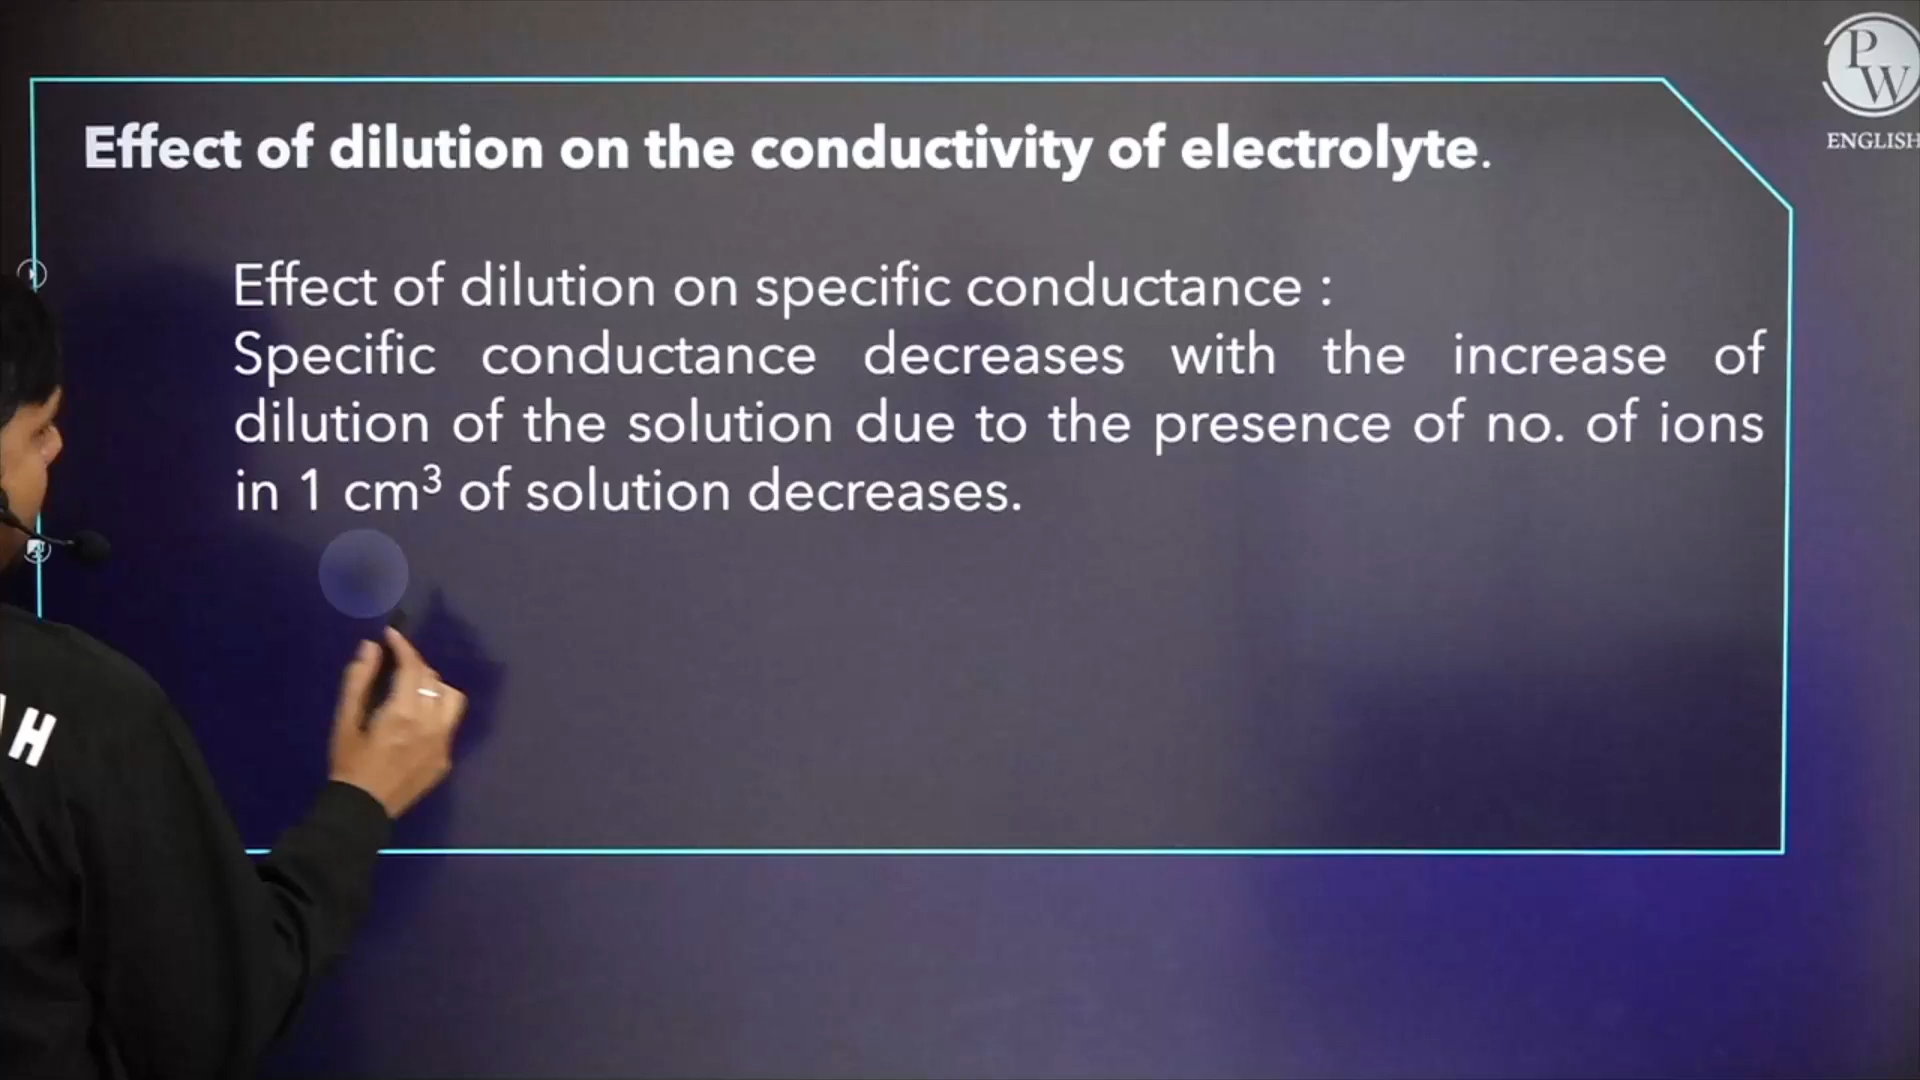 PW
ENGLISH
Effect of dilution on the conductivity of electrolyte.
Effect of dilution on specific conductance :
Specific conductance decreases with the increase of
dilution of the solution due to the presence of no. of ions
in 1 cm³ of solution decreases.
H